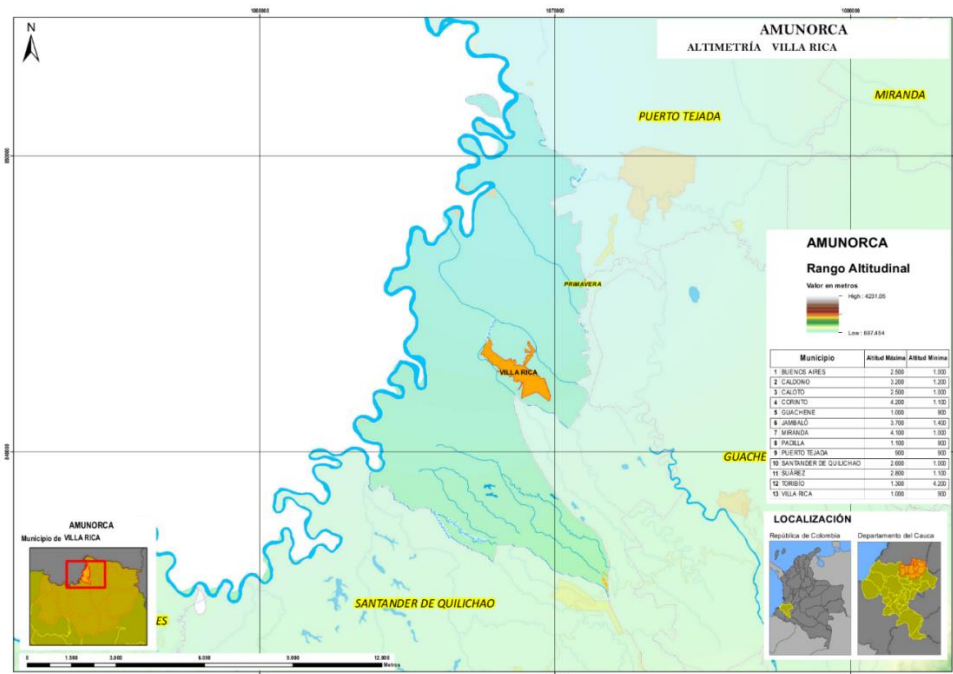 1070000
N
AMUNORCA
ALTIMETRÍA VILLA RICA
MIRANDA
PUERTO TEJADA
AMUNORCA
Rango Altitudinal
Valor en metros
High : 4231.05
PRIMAVERA
VILLA RICA
Municipio Altitud Máxima Altitud Mínima
1 BUENOS AIRES 2.500 1.000
2 CALDONO 3.200 1.200
3 CALOTO 2.500 1.000
4 CORINTO 4.200 1.100
5 GUACHENE 1.000 900
6 JAMBALÓ 3.700 1.400
7 MIRANDA 4.100 1.000
8 PADILLA 1.100 900
9 PUERTO TEJADA 900 900
10 SANTANDER DE QUILICHAO 2.600 1.000
11 SUÁREZ 2.800 1.100
12 TORIBÍO 1.300 4.200
13 VILLA RICA 1.000 900
GUACHE
LOCALIZACIÓN
República de Colombia Departamento del Cauca
AMUNORCA
Municipio de VILLA RICA
SANTANDER DE QUILICHAO
ES
0 1.500 3.000 6.000 9.000 12.000
Metros